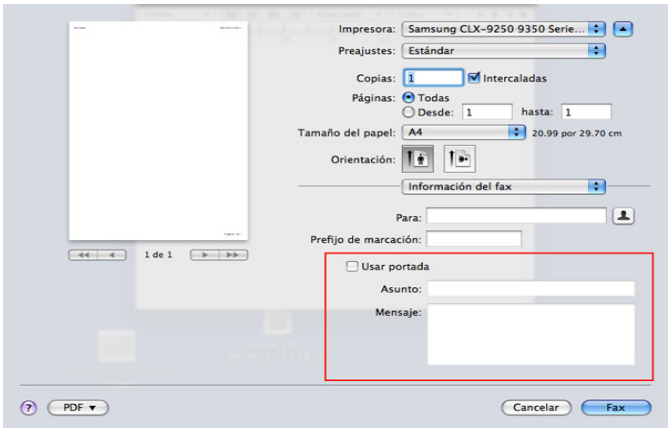 Impresora: Samsung CLX-9250 9350 Serie...
Preajustes: Estándar
Copias: 1 Intercaladas
Páginas: Todas
Desde: 1 hasta: 1
Tamaño del papel: A4 20.99 por 29.70 cm
Orientación:
Información del fax
Para:
Prefijo de marcación:
1 de 1
Usar portada
Asunto:
Mensaje:
? PDF Cancelar Fax